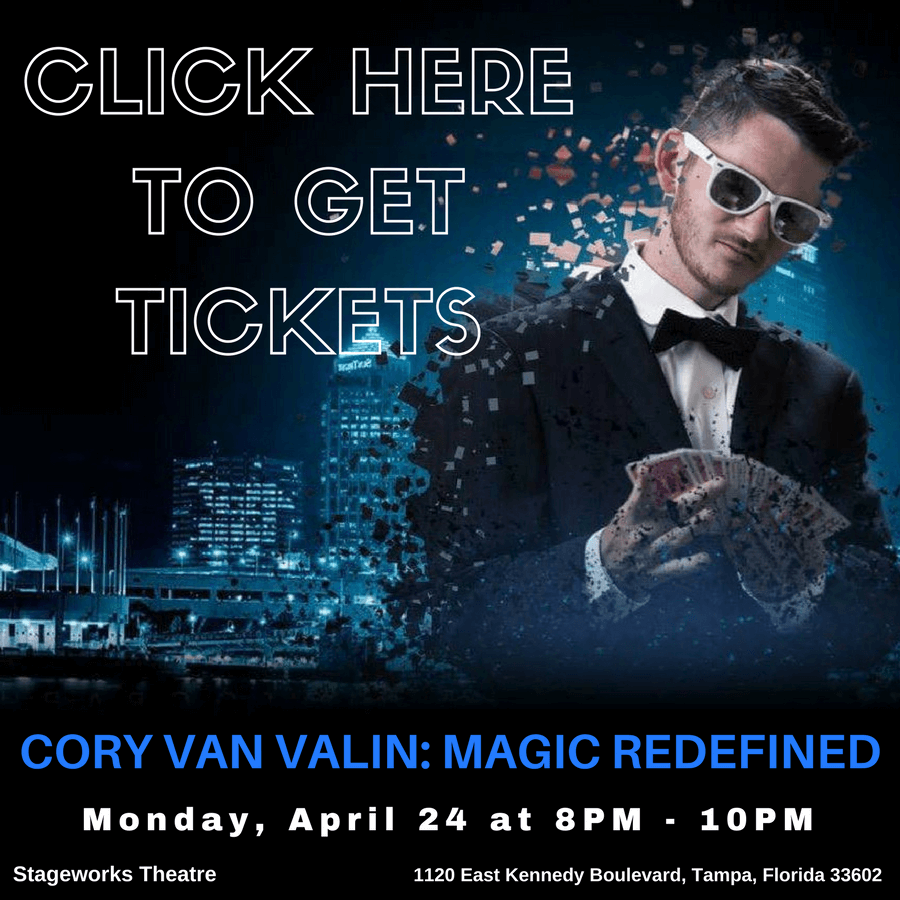 CLICK HERE
TO GET
TICKETS
SunTrust
CORY VAN VALIN: MAGIC REDEFINED
Monday, April 24 at 8PM - 10PM
Stageworks Theatre
1120 East Kennedy Boulevard, Tampa, Florida 33602